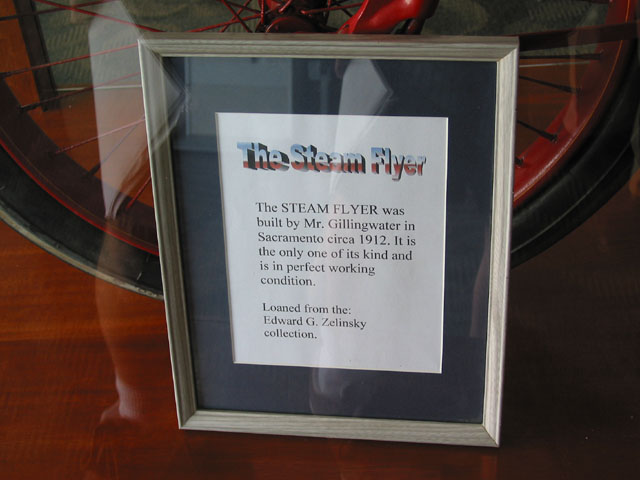 The Steam Flyer
The STEAM FLYER was
built by Mr. Gillingwater in
Sacramento circa 1912. It is
the only one of its kind and
is in perfect working
condition.
Loaned from the:
Edward G. Zelinsky
collection.